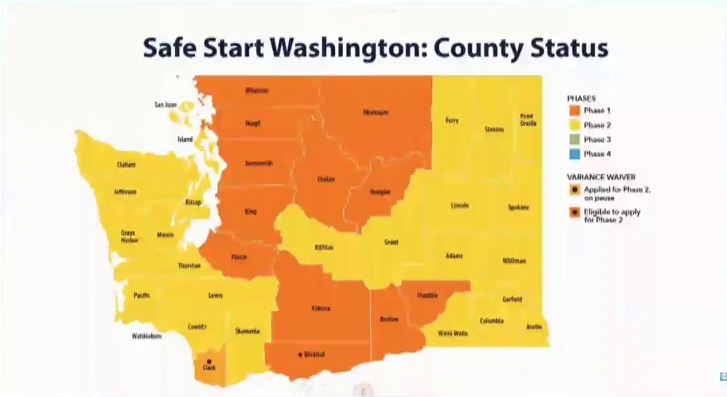 Safe Start Washington: County Status
Whatcom
San Juan
Okanogan
Skagit
Ferry
Stevens
Pend
Oreille
Island
Snohomish
Clallam
Chelan
Douglas
Jefferson
Kitsap
King
Lincoln
Spokane
Grays
Harbor
Mason
Kittitas
Grant
Pierce
Adams
Whitman
Thurston
Pacific
Lewis
Yakima
Franklin
Garfield
Benton
Columbia
Cowlitz
Skamania
Walla Walla
Asotin
Wahkiakum
Klickitat
Clark
PHASES
Phase 1
Phase 2
Phase 3
Phase 4
VARIANCE WAIVER
Applied for Phase 2,
on pause
Eligible to apply
for Phase 2